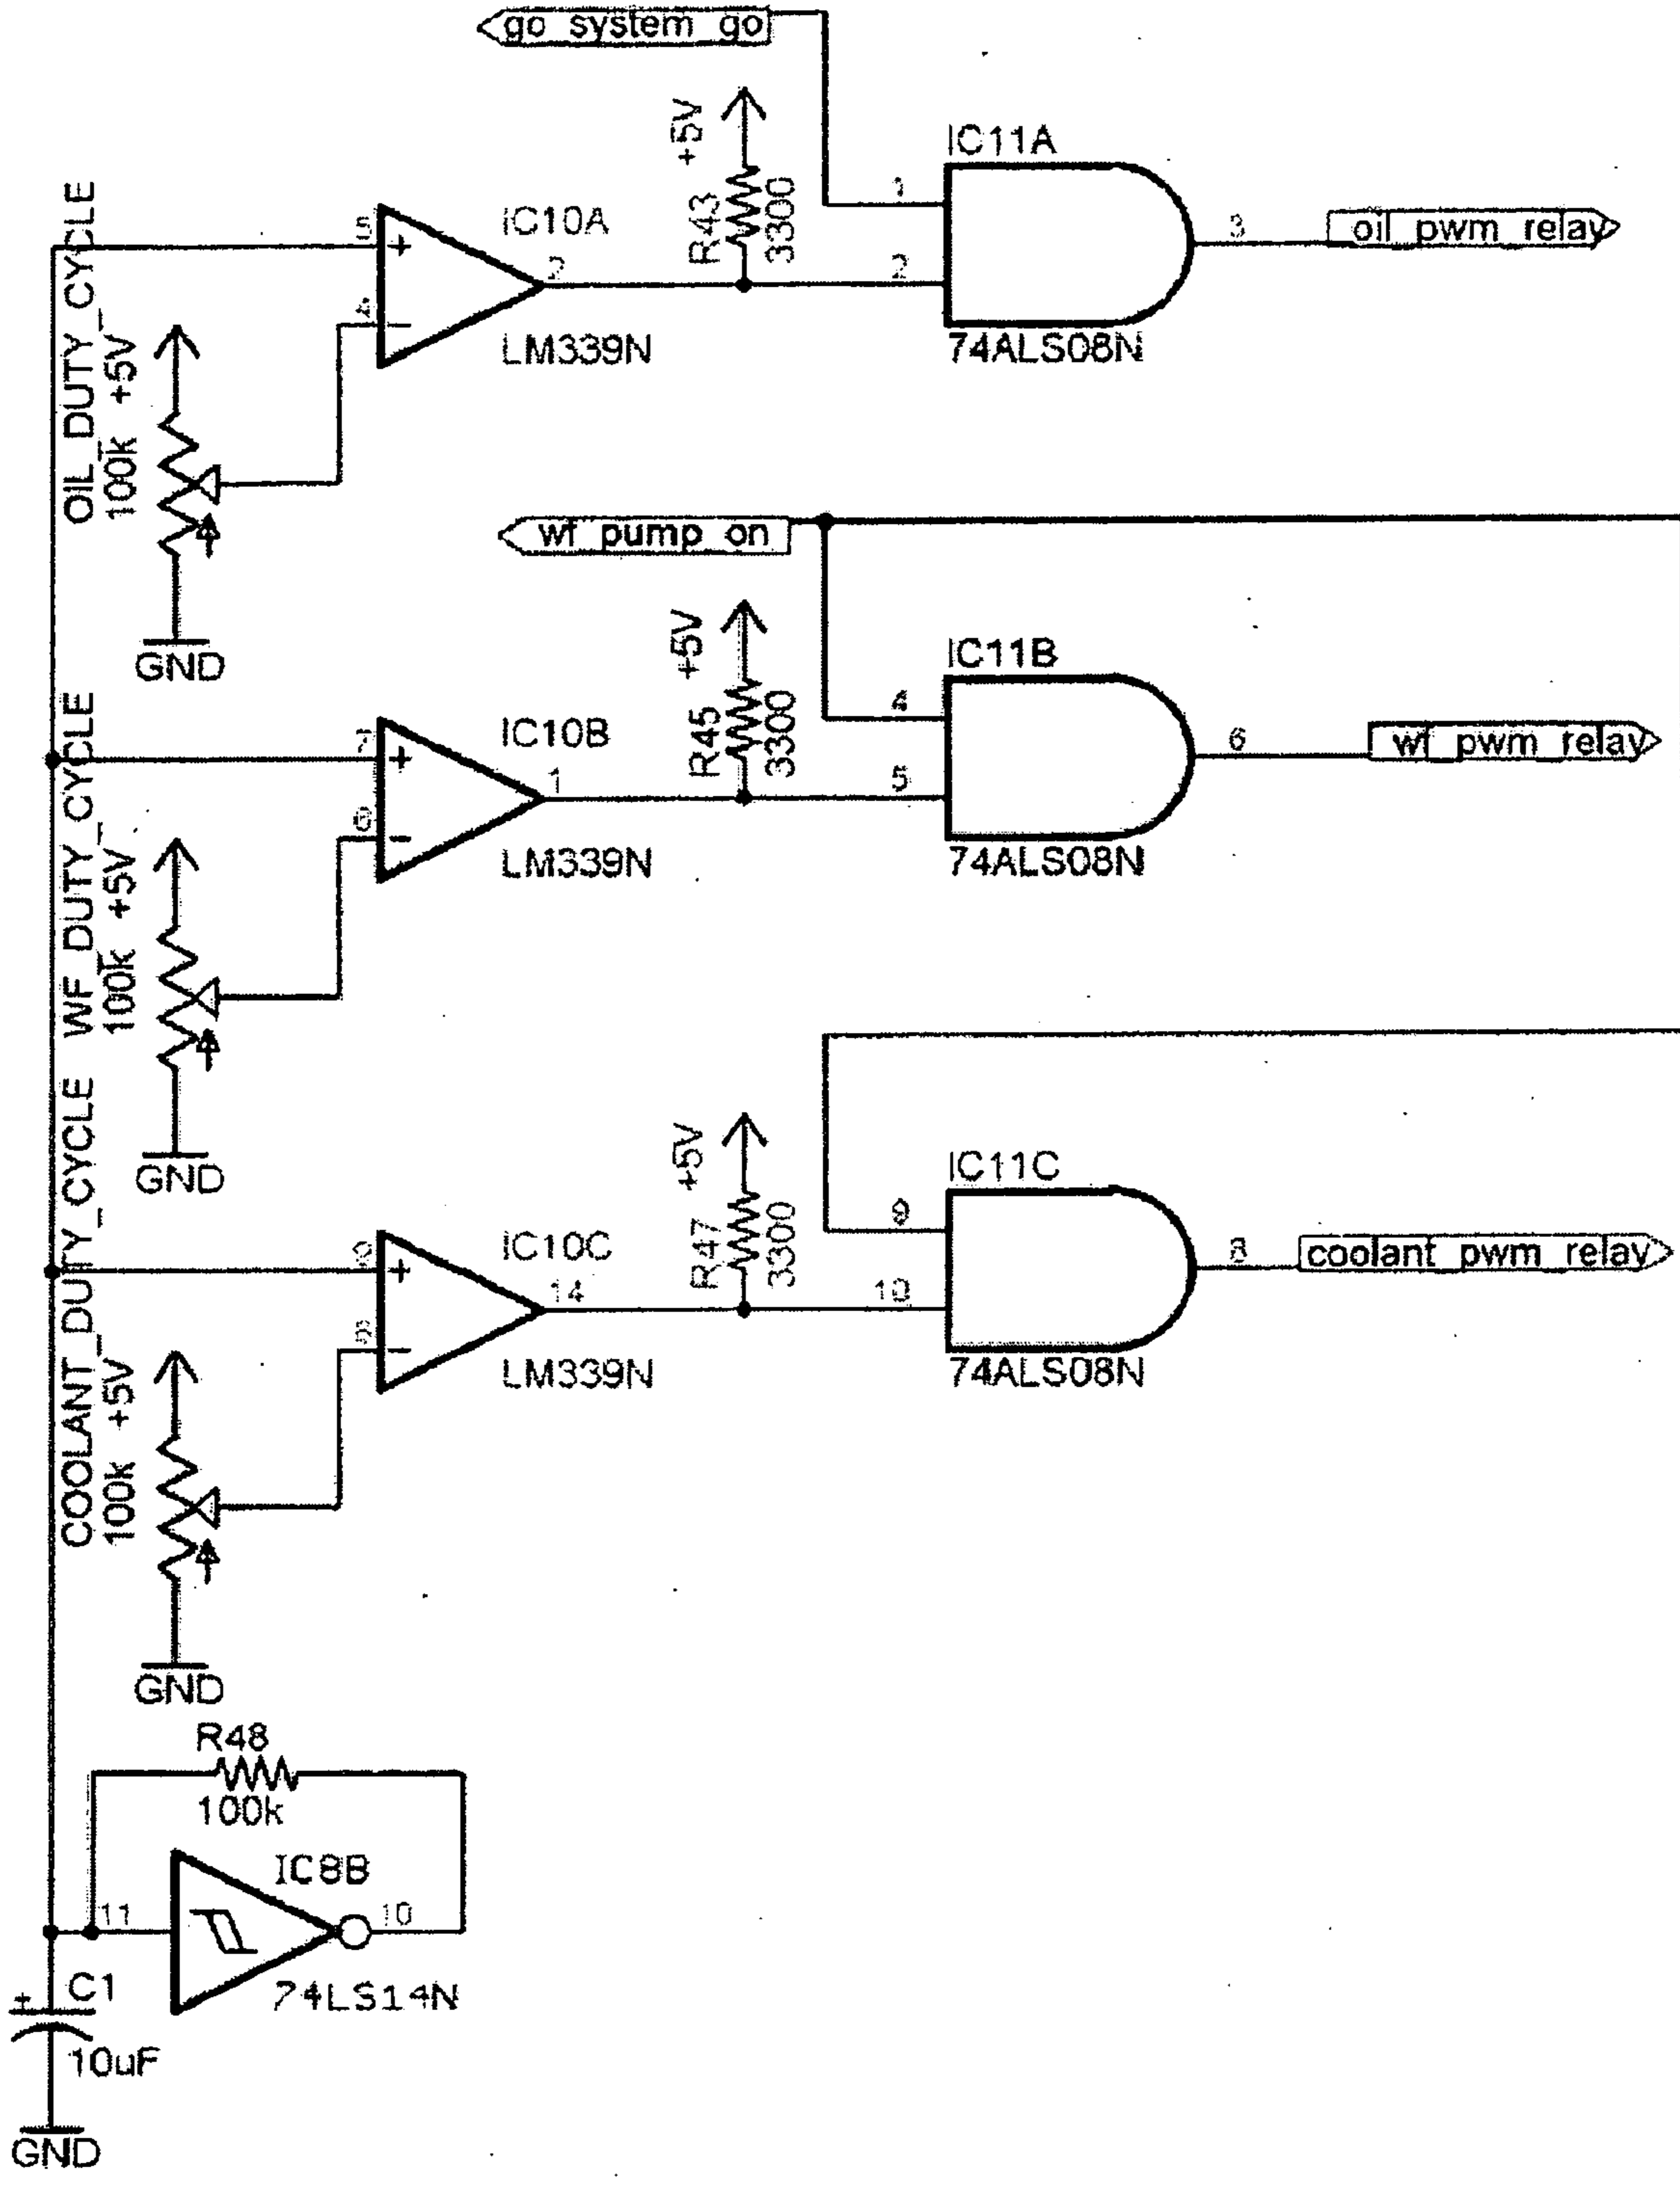 go_system_go
+5V
R43
3300
IC11A
1
2
3
74ALS08N
oil_pwm_relay
OIL_DUTY_CYCLE
100k +5V
5
+
4
-
IC10A
2
LM339N
GND
wf_pump_on
+5V
R45
3300
IC11B
4
5
6
74ALS08N
wf_pwm_relay
WF_DUTY_CYCLE
100k +5V
7
+
6
-
IC10B
1
LM339N
GND
+5V
R47
3300
IC11C
9
10
8
74ALS08N
coolant_pwm_relay
COOLANT_DUTY_CYCLE
100k +5V
+
-
IC10C
14
LM339N
GND
R48
100k
IC8B
11
10
74LS14N
+
C1
10uF
GND